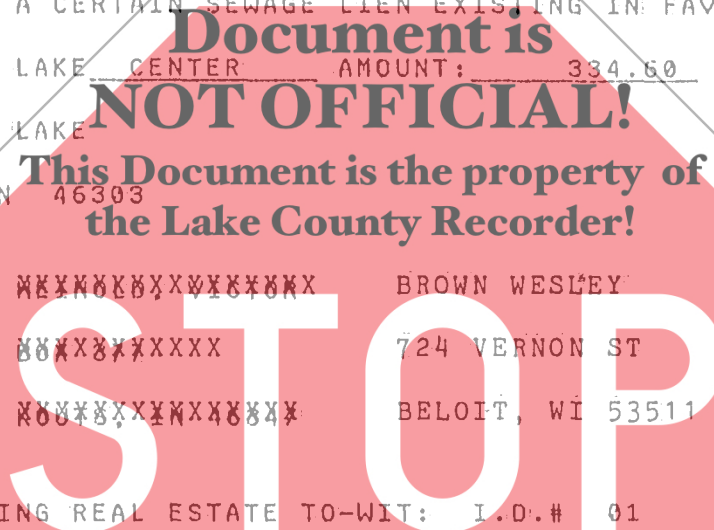 A CERTAIN SEWAGE LIEN EXISTING IN FAV
Document is
LAKE CENTER AMOUNT: 334.60
NOT OFFICIAL!
LAKE
This Document is the property of
N 46303
the Lake County Recorder!
BROWN WESLEY
724 VERNON ST
BELOIT, WI 53511
STOP
ING REAL ESTATE TO-WIT: I.D.# 01